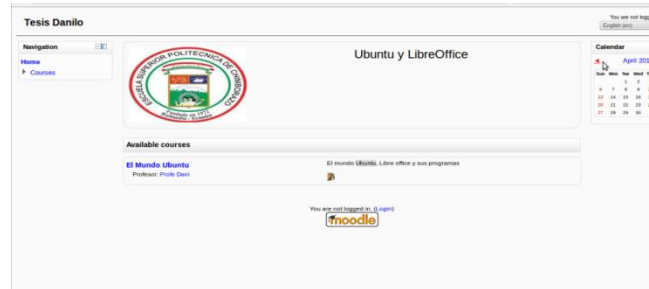 Tesis Danilo
You are not logg
English (en)
Navigation
Home
Courses
ESCUELA SUPERIOR POLITECNICA DE CHIMBORAZO
Ubuntu y LibreOffice
Calendar
April 201
Sun Mon Tue Wed T
1 2
6 7 8 9
13 14 15 16
20 21 22 23
27 28 29 30
Available courses
El Mundo Ubuntu
Profesor: Profe Dani
El mundo Ubuntu, Libre office y sus programas
You are not logged in. (Login)
moodle